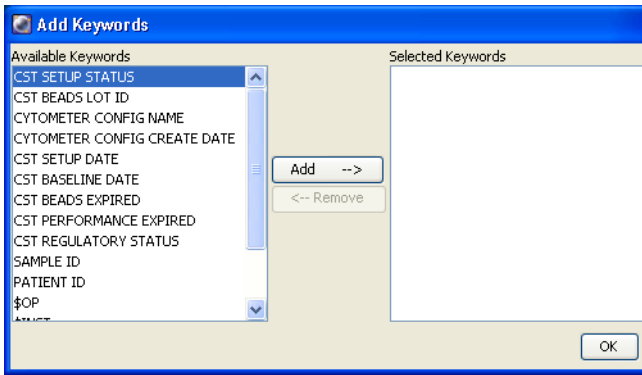 Add Keywords
Available Keywords
Selected Keywords
CST SETUP STATUS
CST BEADS LOT ID
CYTOMETER CONFIG NAME
CYTOMETER CONFIG CREATE DATE
CST SETUP DATE
CST BASELINE DATE
CST BEADS EXPIRED
CST PERFORMANCE EXPIRED
CST REGULATORY STATUS
SAMPLE ID
PATIENT ID
$OP
Add -->
<-- Remove
OK